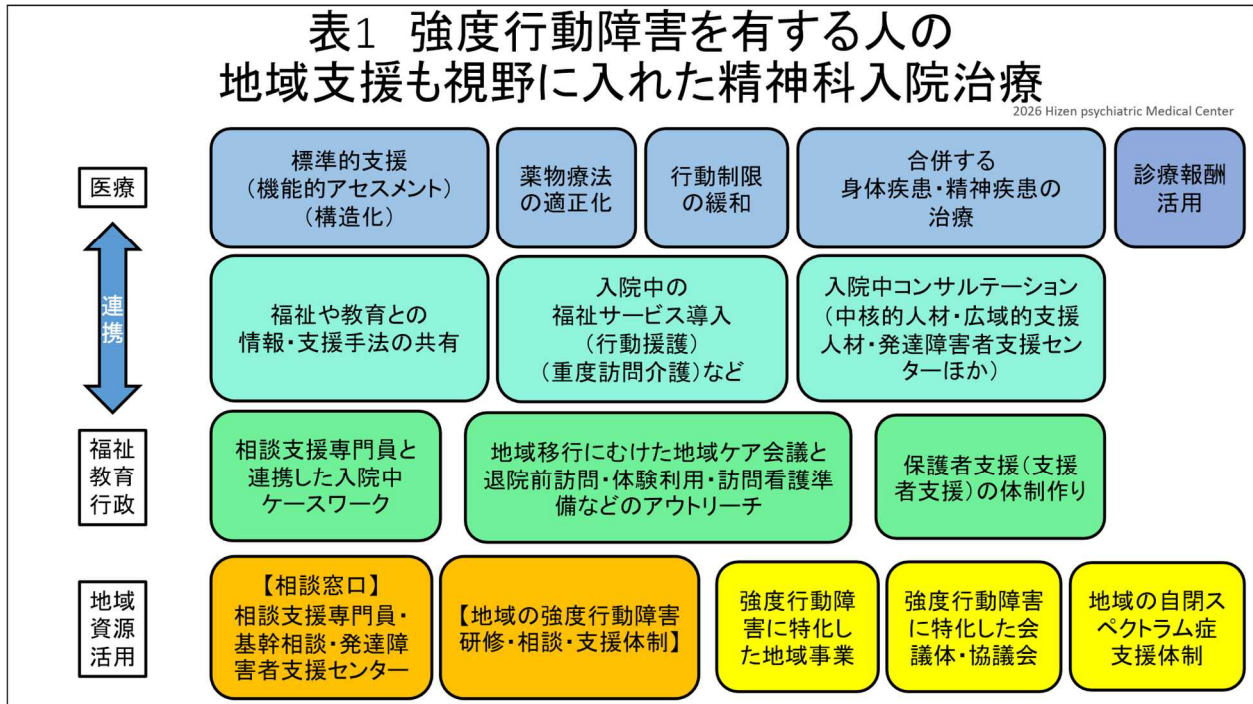 表1 強度行動障害を有する人の
地域支援も視野に入れた精神科入院治療
2026 Hizen psychiatric Medical Center
医療
標準的支援
（機能的アセスメント）
（構造化）
薬物療法
の適正化
行動制限
の緩和
合併する
身体疾患・精神疾患の
治療
診療報酬
活用
連携
福祉や教育との
情報・支援手法の共有
入院中の
福祉サービス導入
（行動援護）
（重度訪問介護）など
入院中コンサルテーション
（中核的人材・広域的支援
人材・発達障害者支援セン
ターほか）
福祉
教育
行政
相談支援専門員と
連携した入院中
ケースワーク
地域移行にむけた地域ケア会議と
退院前訪問・体験利用・訪問看護準
備などのアウトリーチ
保護者支援（支援
者支援）の体制作り
地域
資源
活用
【相談窓口】
相談支援専門員・
基幹相談・発達障
害者支援センター
【地域の強度行動障害
研修・相談・支援体制】
強度行動障
害に特化し
た地域事業
強度行動障害
に特化した会
議体・協議会
地域の自閉ス
ペクトラム症
支援体制